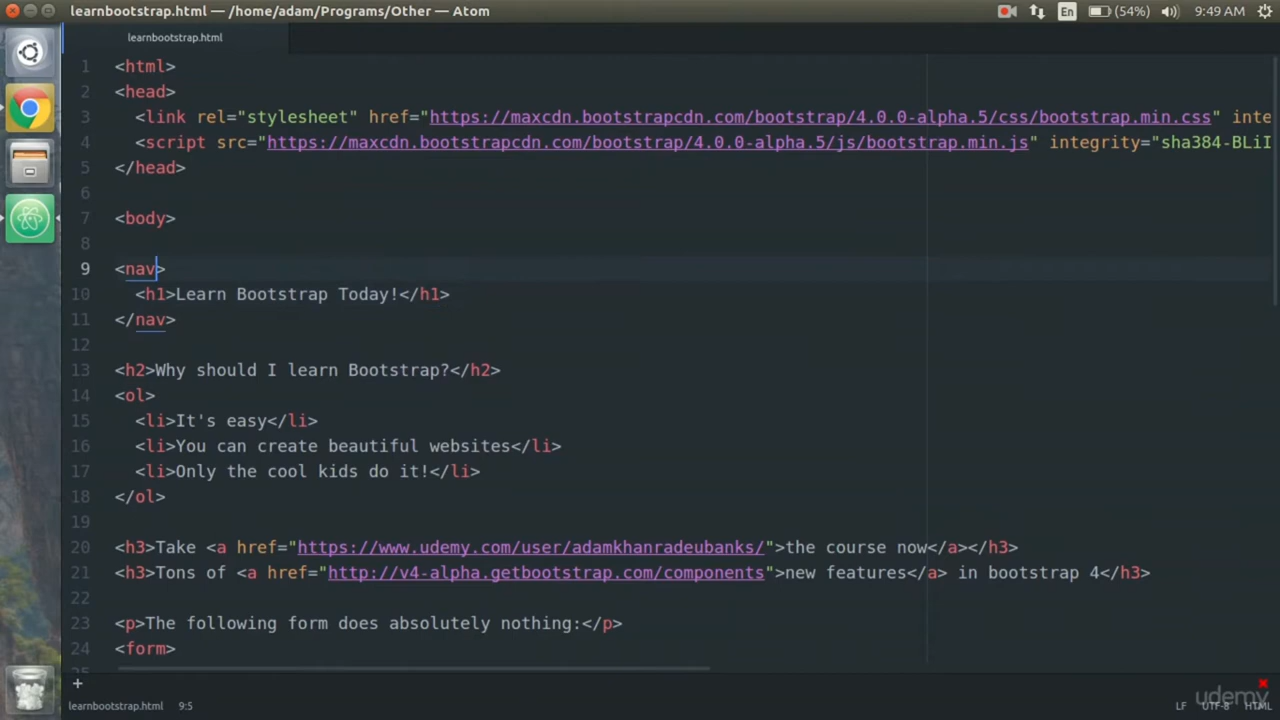 learnbootstrap.html — /home/adam/Programs/Other — Atom
En (54%) 9:49 AM
learnbootstrap.html
1 <html>
2 <head>
3 <link rel="stylesheet" href="https://maxcdn.bootstrapcdn.com/bootstrap/4.0.0-alpha.5/css/bootstrap.min.css" inte
4 <script src="https://maxcdn.bootstrapcdn.com/bootstrap/4.0.0-alpha.5/js/bootstrap.min.js" integrity="sha384-BLiI
5 </head>
6
7 <body>
8
9 <nav>
10 <h1>Learn Bootstrap Today!</h1>
11 </nav>
12
13 <h2>Why should I learn Bootstrap?</h2>
14 <ol>
15 <li>It's easy</li>
16 <li>You can create beautiful websites</li>
17 <li>Only the cool kids do it!</li>
18 </ol>
19
20 <h3>Take <a href="https://www.udemy.com/user/adamkhanradeubanks/">the course now</a></h3>
21 <h3>Tons of <a href="http://v4-alpha.getbootstrap.com/components">new features</a> in bootstrap 4</h3>
22
23 <p>The following form does absolutely nothing:</p>
24 <form>
+
udemy
learnbootstrap.html 9:5 LF UTF-8 HTML